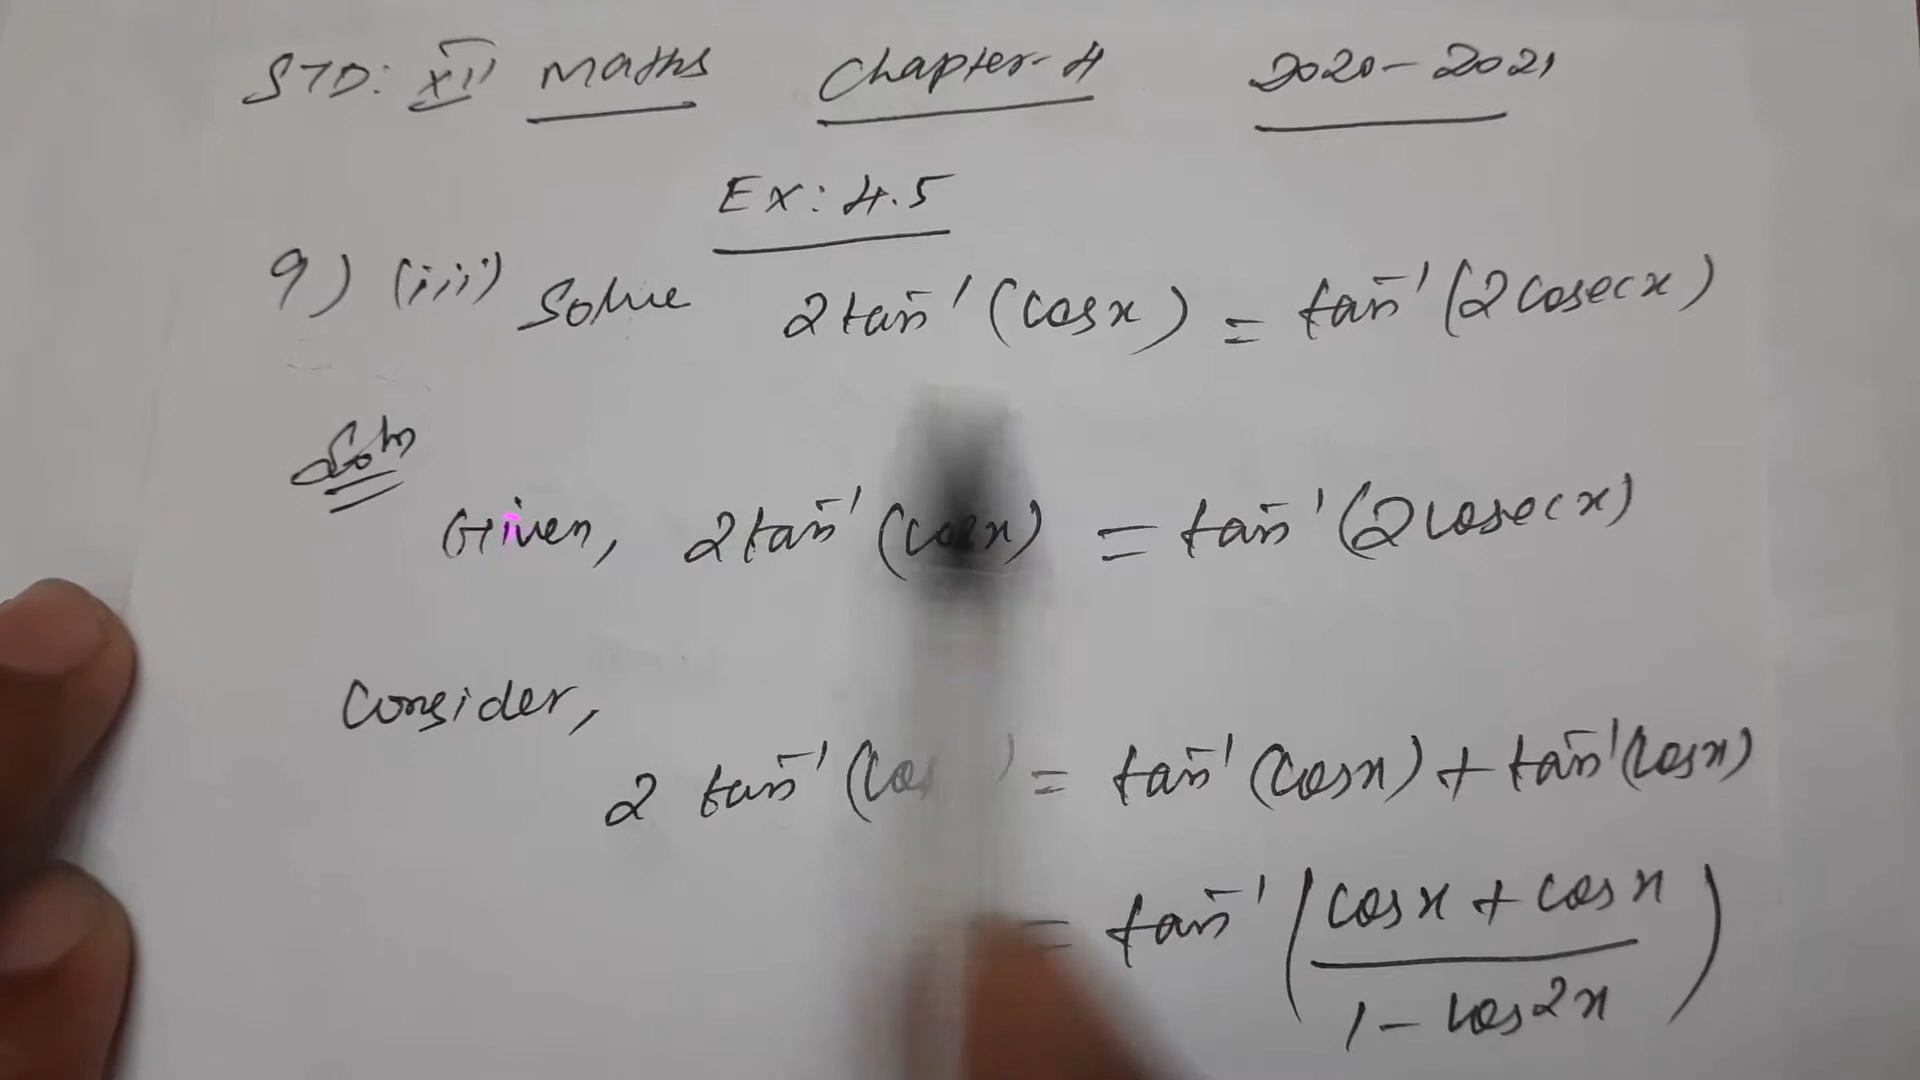 STD: XII Maths Chapter-4 2020-2021
Ex: 4.5
9) (iii) Solve 2tan⁻¹(cosx) = tan⁻¹(2cosecx)
Soln
Given, 2tan⁻¹(cosx) = tan⁻¹(2cosecx)
Consider,
2 tan⁻¹(cos ) = tan⁻¹(cosx) + tan⁻¹(cosx)
= tan⁻¹((cosx + cosx)/(1 - cos²x))